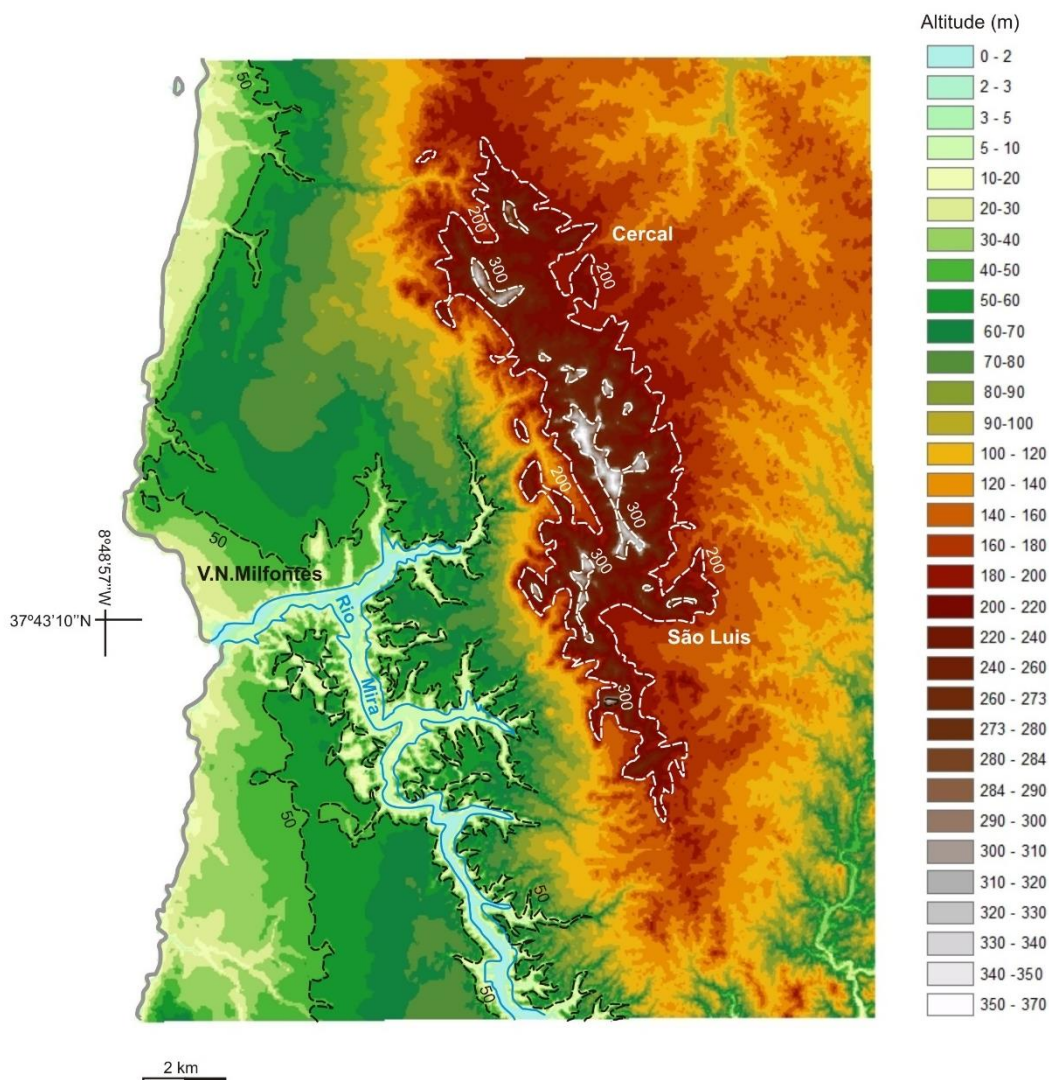 Altitude (m)
0 - 2
2 - 3
3 - 5
5 - 10
10-20
20-30
30-40
40-50
50-60
60-70
70-80
80-90
90-100
100 - 120
120 - 140
140 - 160
160 - 180
180 - 200
200 - 220
220 - 240
240 - 260
260 - 273
273 - 280
280 - 284
284 - 290
290 - 300
300 - 310
310 - 320
320 - 330
330 - 340
340 -350
350 - 370
50
200
Cercal
300
200
200
300
50
300
200
8º48'57''W
V.N.Milfontes
37º43'10''N
Rio
Mira
São Luis
300
50
50
50
2 km